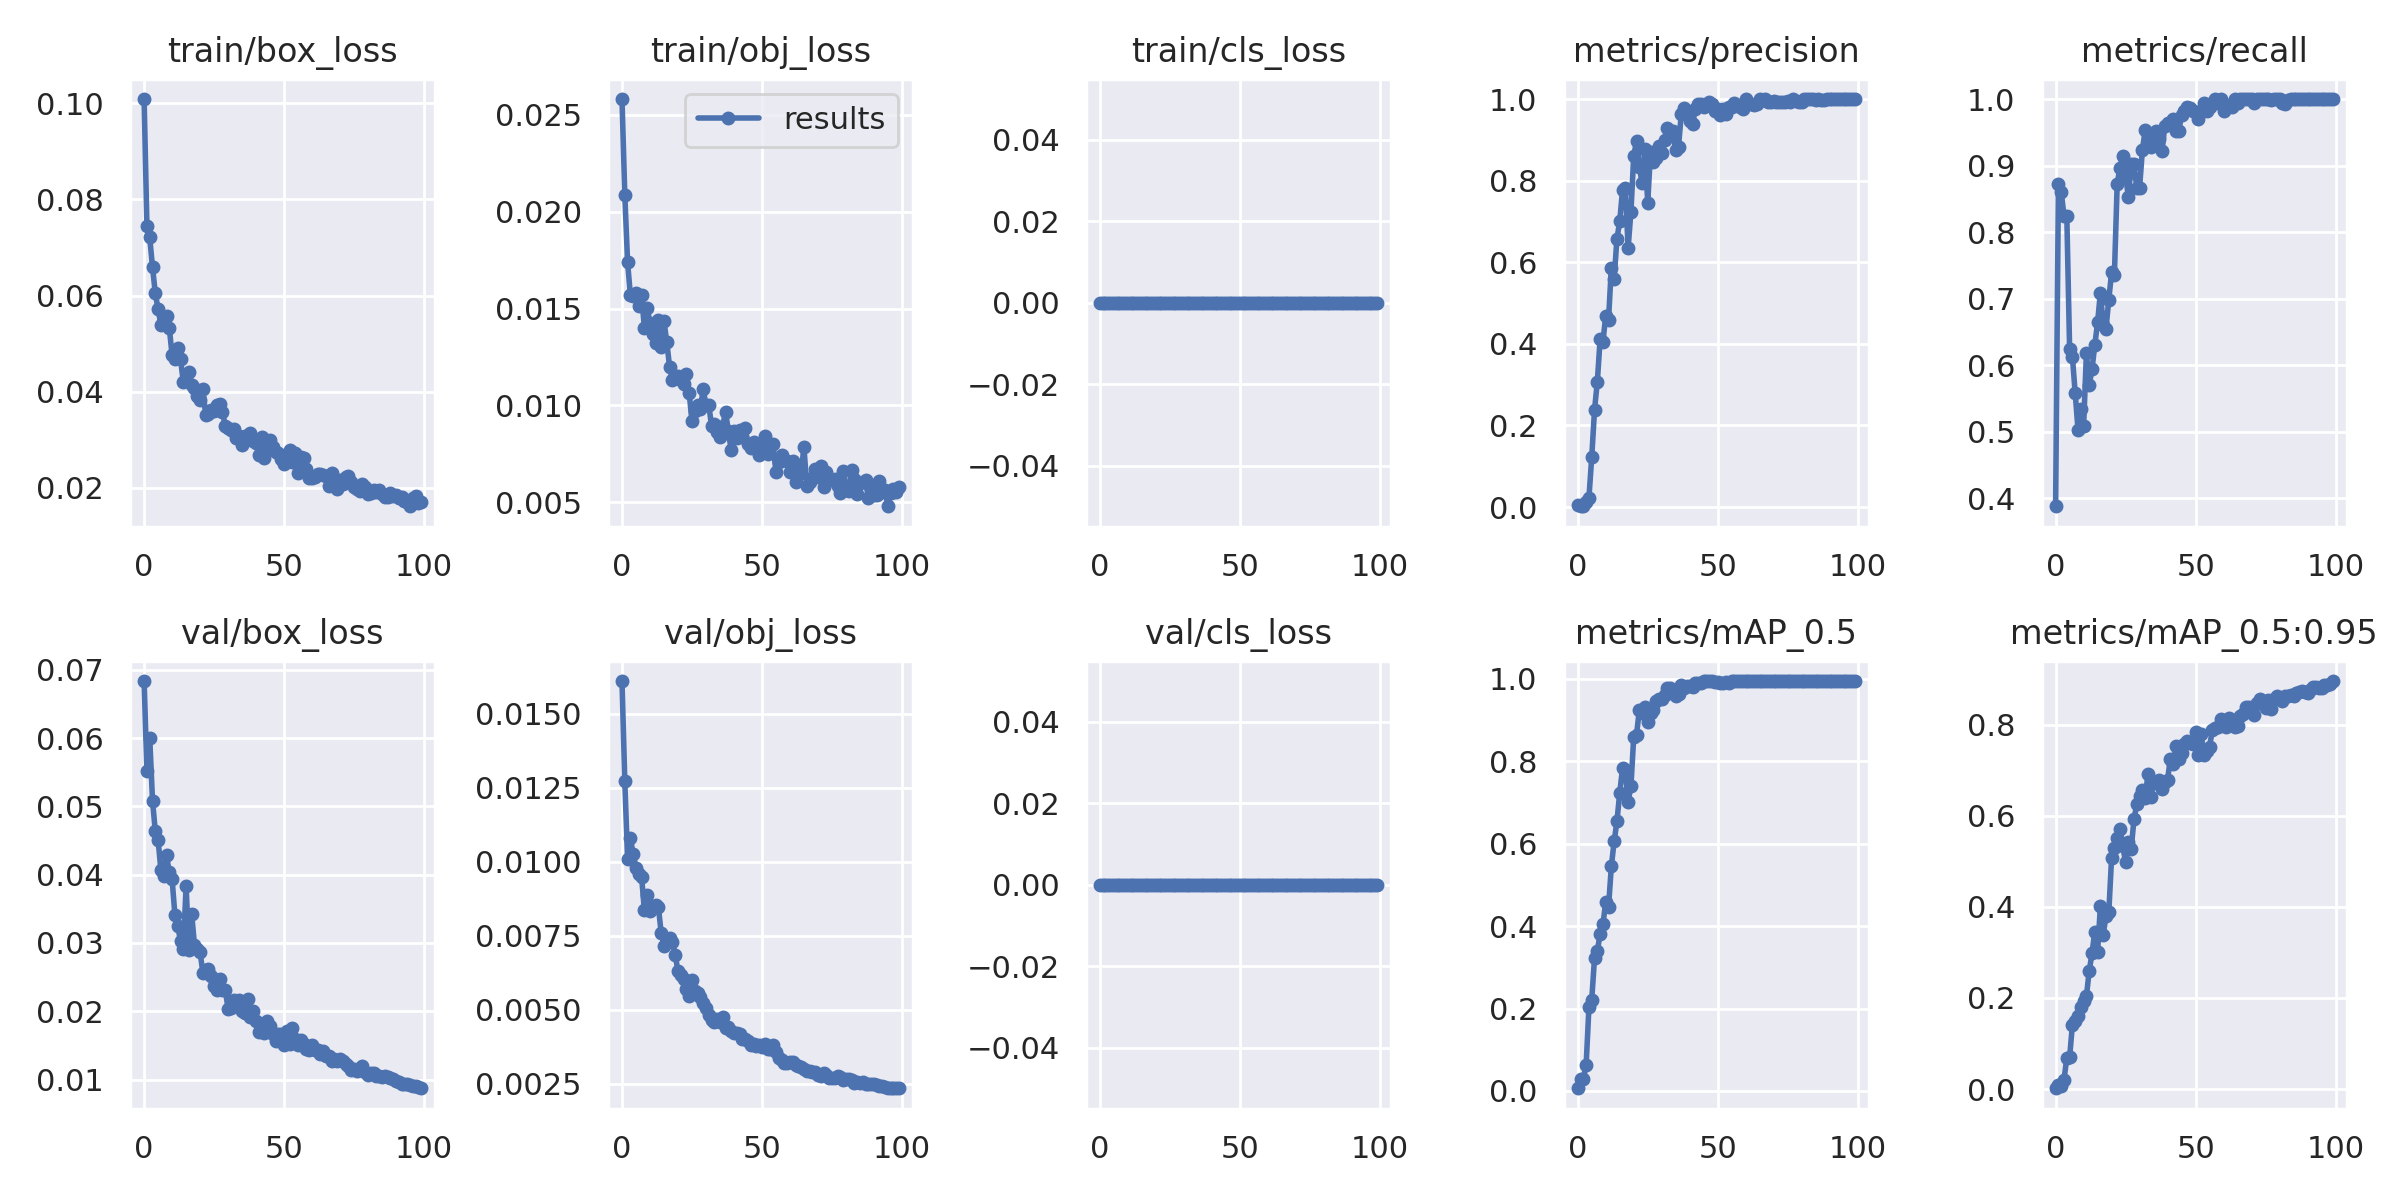 train/box_loss
0.10
0.08
0.06
0.04
0.02
0 50 100
train/obj_loss
results
0.025
0.020
0.015
0.010
0.005
0 50 100
train/cls_loss
0.04
0.02
0.00
−0.02
−0.04
0 50 100
metrics/precision
1.0
0.8
0.6
0.4
0.2
0.0
0 50 100
metrics/recall
1.0
0.9
0.8
0.7
0.6
0.5
0.4
0 50 100
val/box_loss
0.07
0.06
0.05
0.04
0.03
0.02
0.01
0 50 100
val/obj_loss
0.0150
0.0125
0.0100
0.0075
0.0050
0.0025
0 50 100
val/cls_loss
0.04
0.02
0.00
−0.02
−0.04
0 50 100
metrics/mAP_0.5
1.0
0.8
0.6
0.4
0.2
0.0
0 50 100
metrics/mAP_0.5:0.95
0.8
0.6
0.4
0.2
0.0
0 50 100